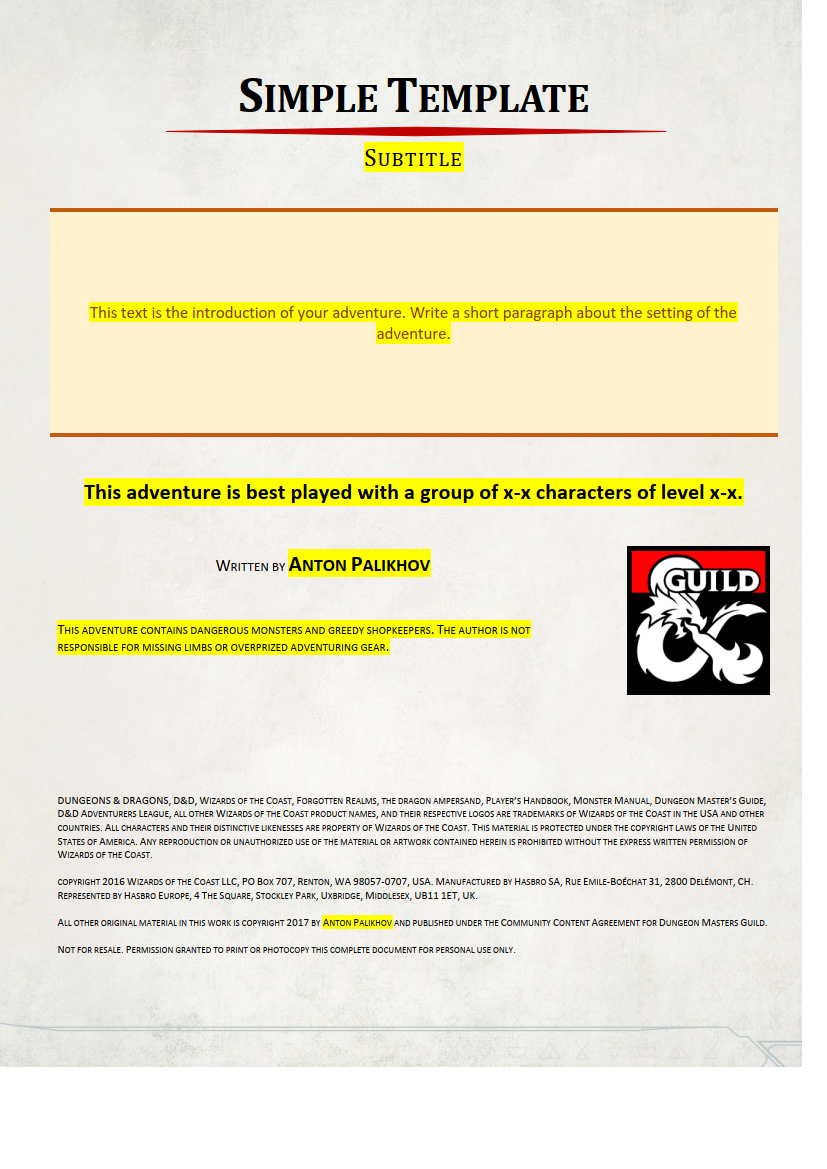 Simple Template
Subtitle
This text is the introduction of your adventure. Write a short paragraph about the setting of the
adventure.
This adventure is best played with a group of x-x characters of level x-x.
Written by Anton Palikhov
GUILD
This adventure contains dangerous monsters and greedy shopkeepers. The author is not
responsible for missing limbs or overprized adventuring gear.
DUNGEONS & DRAGONS, D&D, Wizards of the Coast, Forgotten Realms, the dragon ampersand, Player's Handbook, Monster Manual, Dungeon Master's Guide,
D&D Adventurers League, all other Wizards of the Coast product names, and their respective logos are trademarks of Wizards of the Coast in the USA and other
countries. All characters and their distinctive likenesses are property of Wizards of the Coast. This material is protected under the copyright laws of the United
States of America. Any reproduction or unauthorized use of the material or artwork contained herein is prohibited without the express written permission of
Wizards of the Coast.
copyright 2016 Wizards of the Coast LLC, PO Box 707, Renton, WA 98057-0707, USA. Manufactured by Hasbro SA, Rue Emile-Boéchat 31, 2800 Delémont, CH.
Represented by Hasbro Europe, 4 The Square, Stockley Park, Uxbridge, Middlesex, UB11 1ET, UK.
All other original material in this work is copyright 2017 by Anton Palikhov and published under the Community Content Agreement for Dungeon Masters Guild.
Not for resale. Permission granted to print or photocopy this complete document for personal use only.